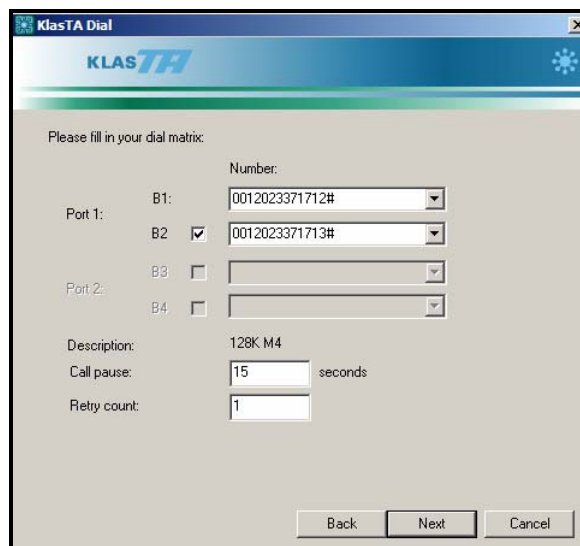 KlasTA Dial
KLAS TA
Please fill in your dial matrix:
Number:
Port 1:
B1:
0012023371712#
B2
0012023371713#
Port 2:
B3
B4
Description:
128K M4
Call pause:
15
seconds
Retry count:
1
Back
Next
Cancel